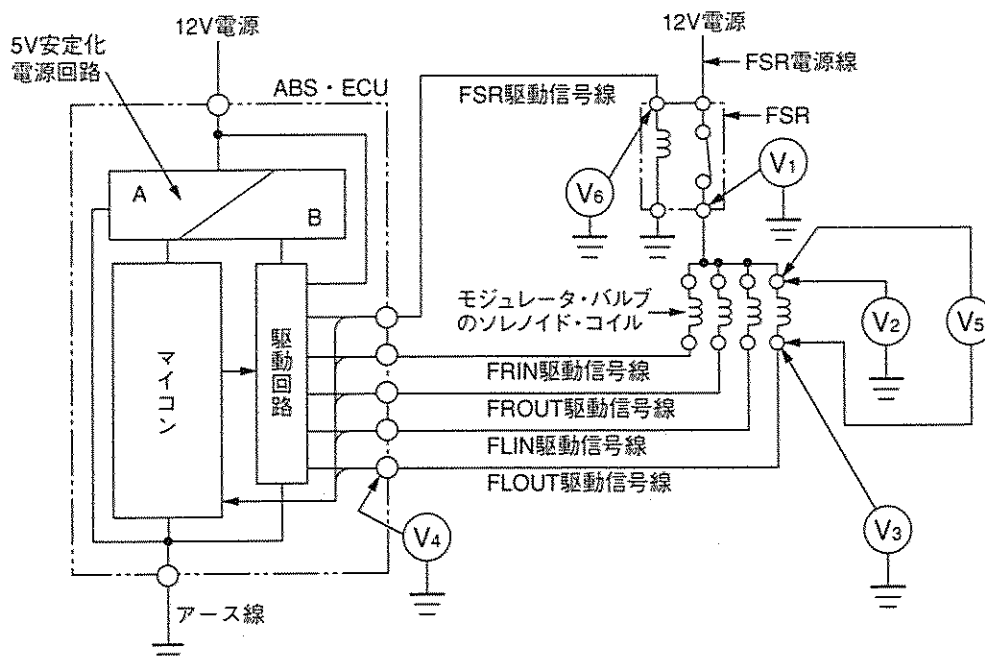 12V電源
12V電源
5V安定化
電源回路
FSR電源線
ABS・ECU
FSR駆動信号線
FSR
A
B
V1
V6
モジュレータ・バルブ
のソレノイド・コイル
V2
V5
マイコン
駆動回路
FRIN駆動信号線
FROUT駆動信号線
FLIN駆動信号線
FLOUT駆動信号線
V4
V3
アース線